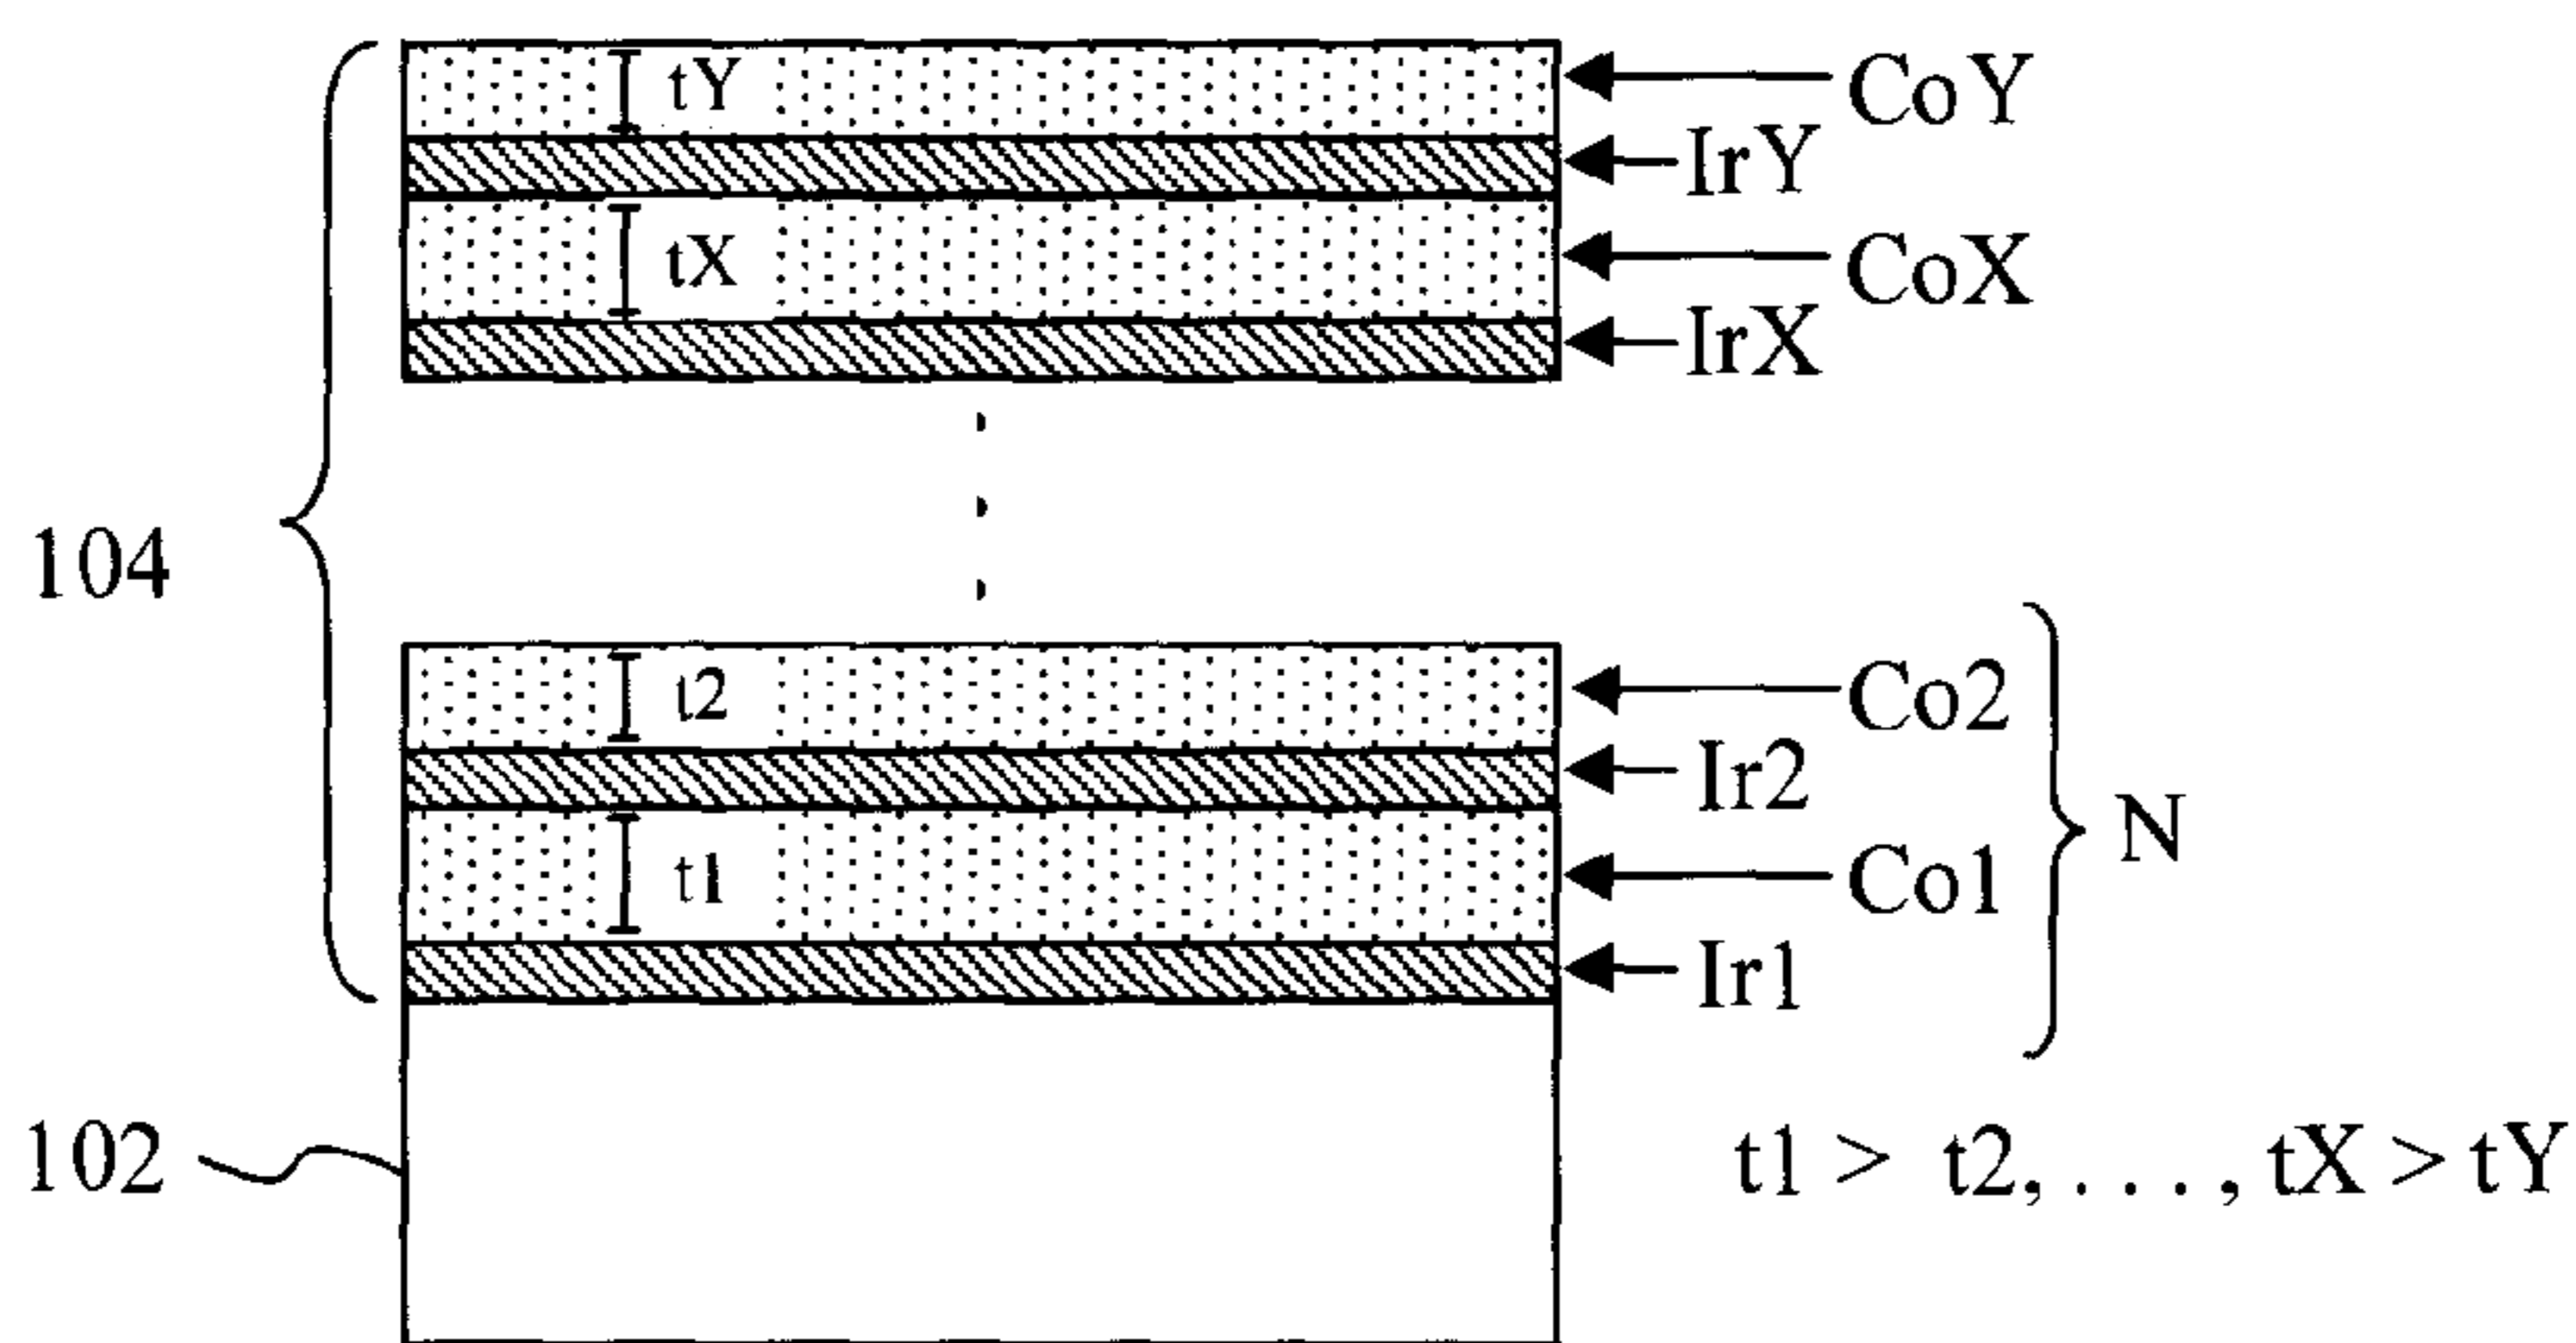 tY
CoY
IrY
tX
CoX
IrX
104
t2
Co2
Ir2
N
t1
Co1
Ir1
102
t1 > t2, . . . , tX > tY